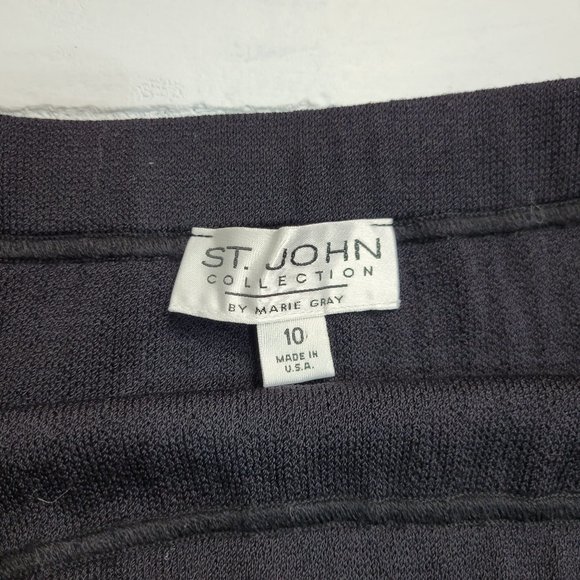 ST. JOHN
COLLECTION
BY MARIE GRAY
10
MADE IN
U.S.A.